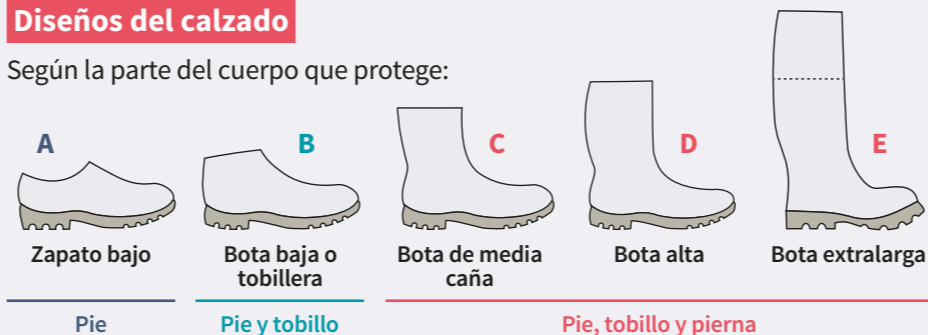 Diseños del calzado
Según la parte del cuerpo que protege:
A
B
C
D
E
Zapato bajo
Bota baja o
tobillera
Bota de media
caña
Bota alta
Bota extralarga
Pie
Pie y tobillo
Pie, tobillo y pierna